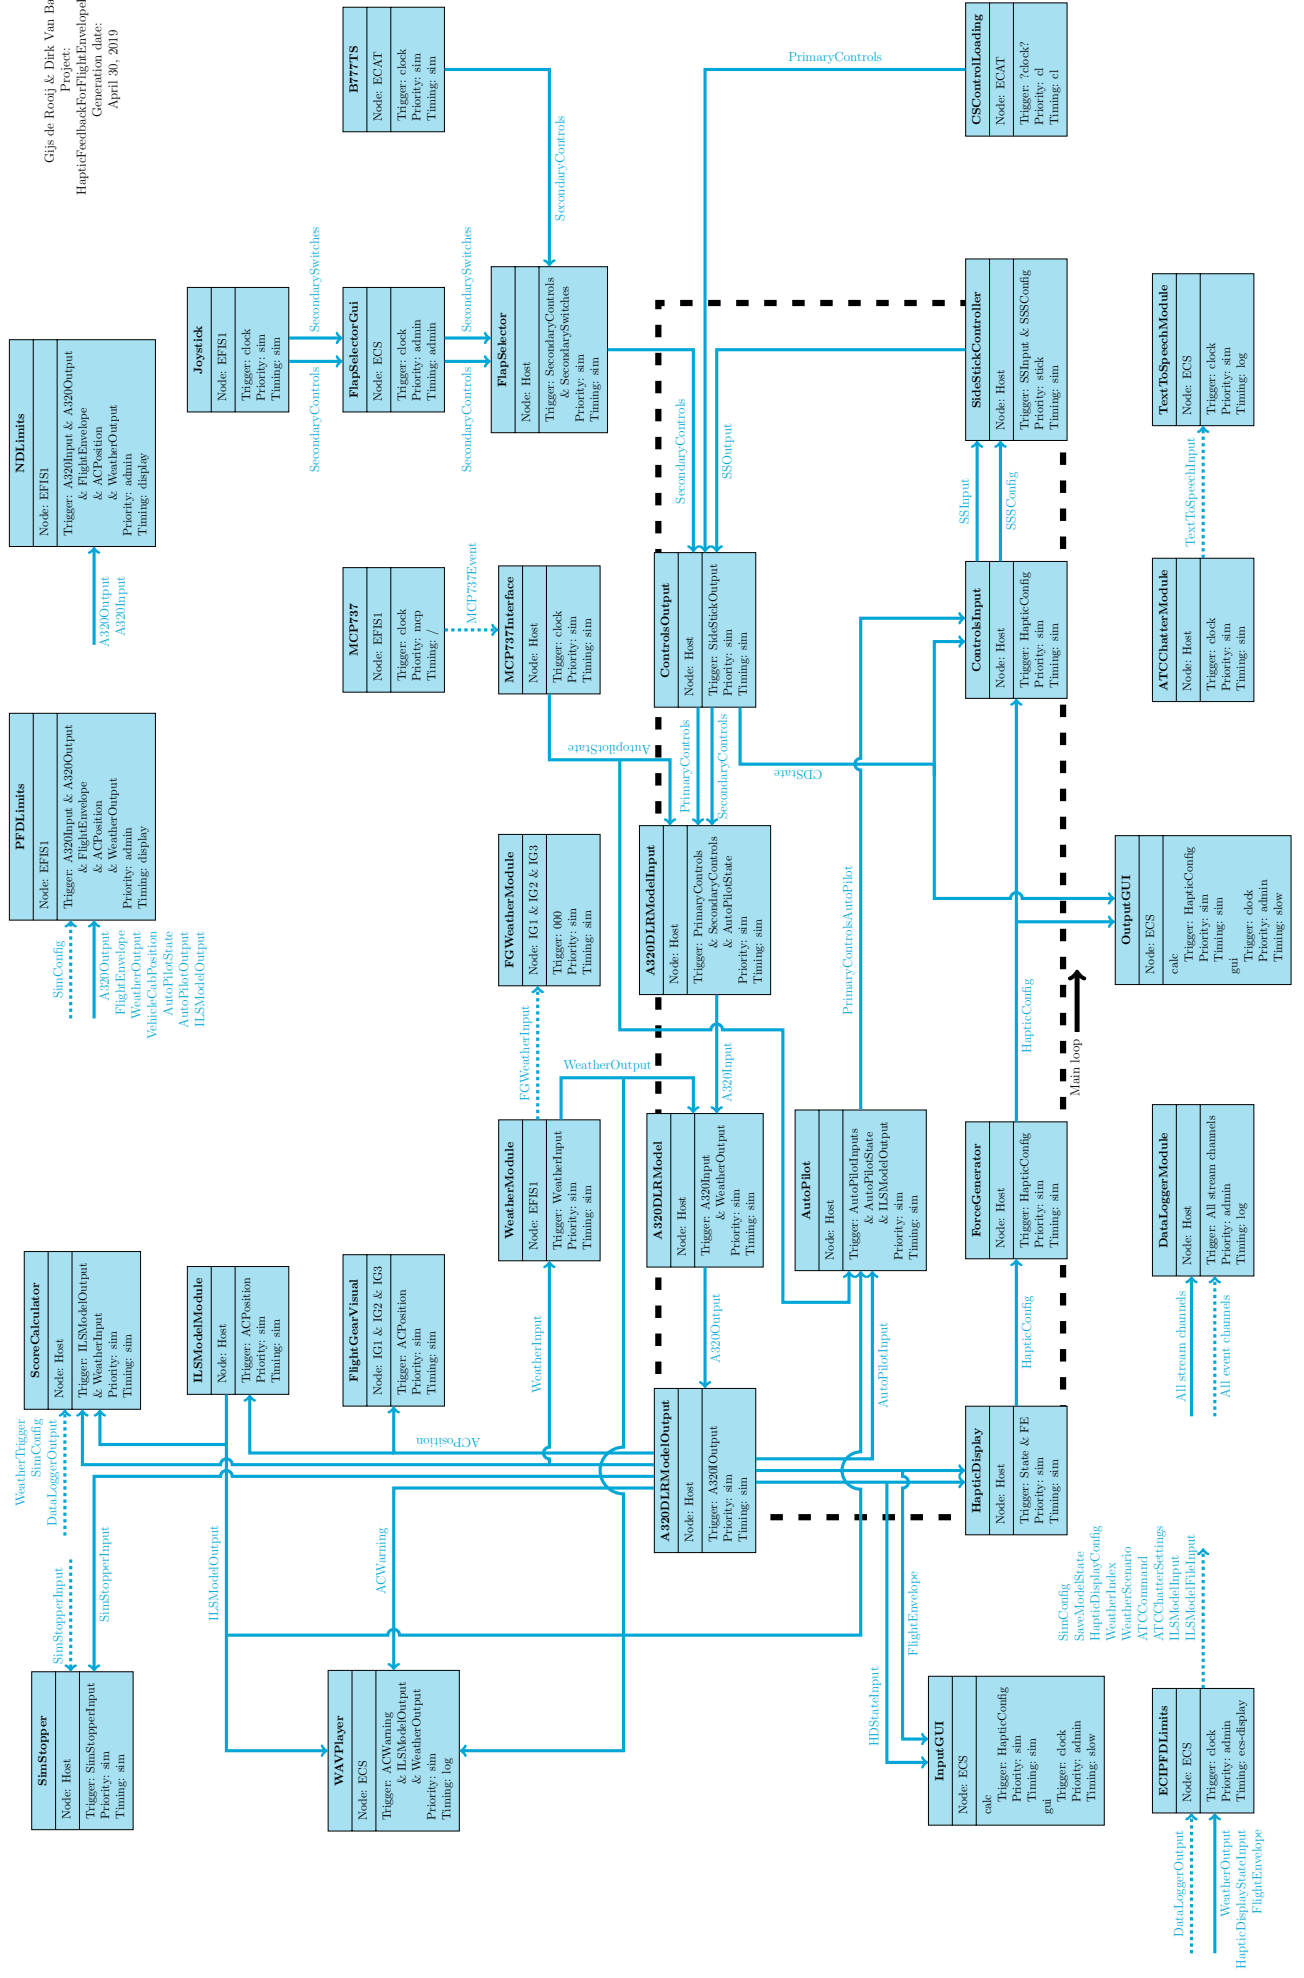 SimStopper
Node: Host
Trigger: SimStopperInput
Priority: sim
Timing: sim
SimStopperInput
SimStopperInput
WeatherTrigger
SimConfig
DataLoggerOutput
ScoreCalculator
Node: Host
Trigger: ILSModelOutput
& WeatherInput
Priority: sim
Timing: sim
SimConfig
A320Output
FlightEnvelope
WeatherOutput
VehicleCabPosition
AutoPilotState
AutoPilotOutput
ILSModelOutput
PFDLimits
Node: EFIS1
Trigger: A320Input & A320Output
& FlightEnvelope
& ACPosition
& WeatherOutput
Priority: admin
Timing: display
A320Output
A320Input
NDLimits
Node: EFIS1
Trigger: A320Input & A320Output
& FlightEnvelope
& ACPosition
& WeatherOutput
Priority: admin
Timing: display
Gijs de Rooij & Dirk Van Ba
Project:
HapticFeedbackForFlightEnvelope
Generation date:
April 30, 2019
ILSModelOutput
ILSModelModule
Node: Host
Trigger: ACPosition
Priority: sim
Timing: sim
Joystick
Node: EFIS1
Trigger: clock
Priority: sim
Timing: sim
SecondaryControls
SecondarySwitches
WAVPlayer
Node: ECS
Trigger: ACWarning
& ILSModelOutput
& WeatherOutput
Priority: sim
Timing: log
ACWarning
ACPosition
FlightGearVisual
Node: IG1 & IG2 & IG3
Trigger: ACPosition
Priority: sim
Timing: sim
MCP737
Node: EFIS1
Trigger: clock
Priority: mcp
Timing: /
MCP737Event
FlapSelectorGui
Node: ECS
Trigger: clock
Priority: admin
Timing: admin
SecondaryControls
SecondarySwitches
B777TS
Node: ECAT
Trigger: clock
Priority: sim
Timing: sim
SecondaryControls
WeatherInput
WeatherModule
Node: EFIS1
Trigger: WeatherInput
Priority: sim
Timing: sim
FGWeatherInput
WeatherOutput
FGWeatherModule
Node: IG1 & IG2 & IG3
Trigger: 000
Priority: sim
Timing: sim
MCP737Interface
Node: Host
Trigger: clock
Priority: sim
Timing: sim
AutopilotState
FlapSelector
Node: Host
Trigger: SecondaryControls
& SecondarySwitches
Priority: sim
Timing: sim
A320DLRModelOutput
Node: Host
Trigger: A320IOutput
Priority: sim
Timing: sim
A320Output
A320DLRModel
Node: Host
Trigger: A320Input
& WeatherOutput
Priority: sim
Timing: sim
A320Input
A320DLRModelInput
Node: Host
Trigger: PrimaryControls
& SecondaryControls
& AutoPilotState
Priority: sim
Timing: sim
PrimaryControls
SecondaryControls
CDState
ControlsOutput
Node: Host
Trigger: SideStickOutput
Priority: sim
Timing: sim
SecondaryControls
SSOutput
PrimaryControls
AutoPilotInput
AutoPilot
Node: Host
Trigger: AutoPilotInputs
& AutoPilotState
& ILSModelOutput
Priority: sim
Timing: sim
PrimaryControlsAutoPilot
HDStateInput
FlightEnvelope
InputGUI
Node: ECS
calc
Trigger: HapticConfig
Priority: sim
Timing: sim
gui
Trigger: clock
Priority: admin
Timing: slow
HapticDisplay
Node: Host
Trigger: State & FE
Priority: sim
Timing: sim
HapticConfig
ForceGenerator
Node: Host
Trigger: HapticConfig
Priority: sim
Timing: sim
HapticConfig
ControlsInput
Node: Host
Trigger: HapticConfig
Priority: sim
Timing: sim
SSInput
SSSConfig
SideStickController
Node: Host
Trigger: SSInput & SSSConfig
Priority: stick
Timing: sim
CSControlLoading
Node: ECAT
Trigger: ?clock?
Priority: cl
Timing: cl
Main loop
OutputGUI
Node: ECS
calc
Trigger: HapticConfig
Priority: sim
Timing: sim
gui
Trigger: clock
Priority: admin
Timing: slow
DataLoggerOutput
WeatherOutput
HapticDisplayStateInput
FlightEnvelope
ECIPFDLimits
Node: ECS
Trigger: clock
Priority: admin
Timing: ecs-display
SimConfig
SaveModelState
HapticDisplayConfig
WeatherIndex
WeatherScenario
ATCCommand
ATCChatterSettings
ILSModelInput
ILSModelFileInput
All stream channels
All event channels
DataLoggerModule
Node: Host
Trigger: All stream channels
Priority: admin
Timing: log
ATCChatterModule
Node: Host
Trigger: clock
Priority: sim
Timing: sim
TextToSpeechInput
TextToSpeechModule
Node: ECS
Trigger: clock
Priority: sim
Timing: log